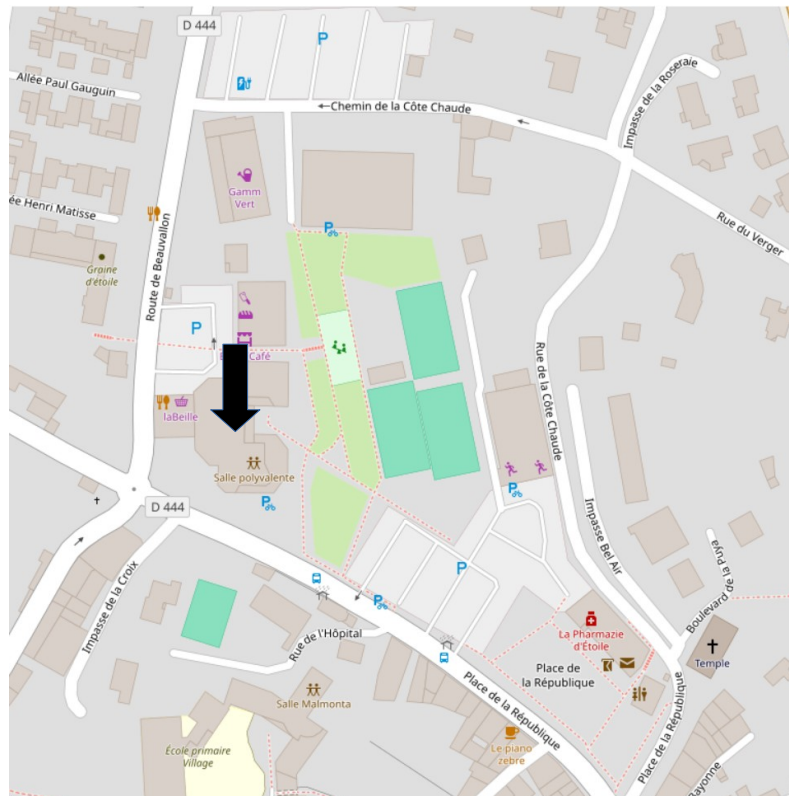 D 444
P
Allée Paul Gauguin
Chemin de la Côte Chaude
Impasse de la Roseraie
Gamm
Vert
ée Henri Matisse
P
Rue du Verger
Graine
d'étoile
Route de Beauvallon
P
Café
Rue de la Côte Chaude
laBeille
Salle polyvalente
P
P
D 444
Impasse Bel Air
Boulevard de la Puya
P
Impasse de la Croix
P
La Pharmazie
d'Étoile
Rue de l'Hôpital
Place de
la République
Temple
Salle Malmonta
Place de la République
Place de la République
École primaire
Village
Le piano
zebre
ayonne